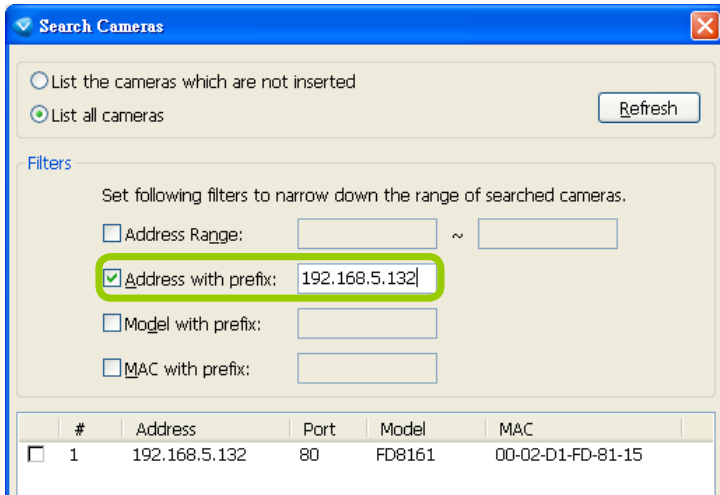 Search Cameras
List the cameras which are not inserted
List all cameras
Refresh
Filters
Set following filters to narrow down the range of searched cameras.
Address Range: ~
Address with prefix: 192.168.5.132
Model with prefix:
MAC with prefix:
# Address Port Model MAC
1 192.168.5.132 80 FD8161 00-02-D1-FD-81-15